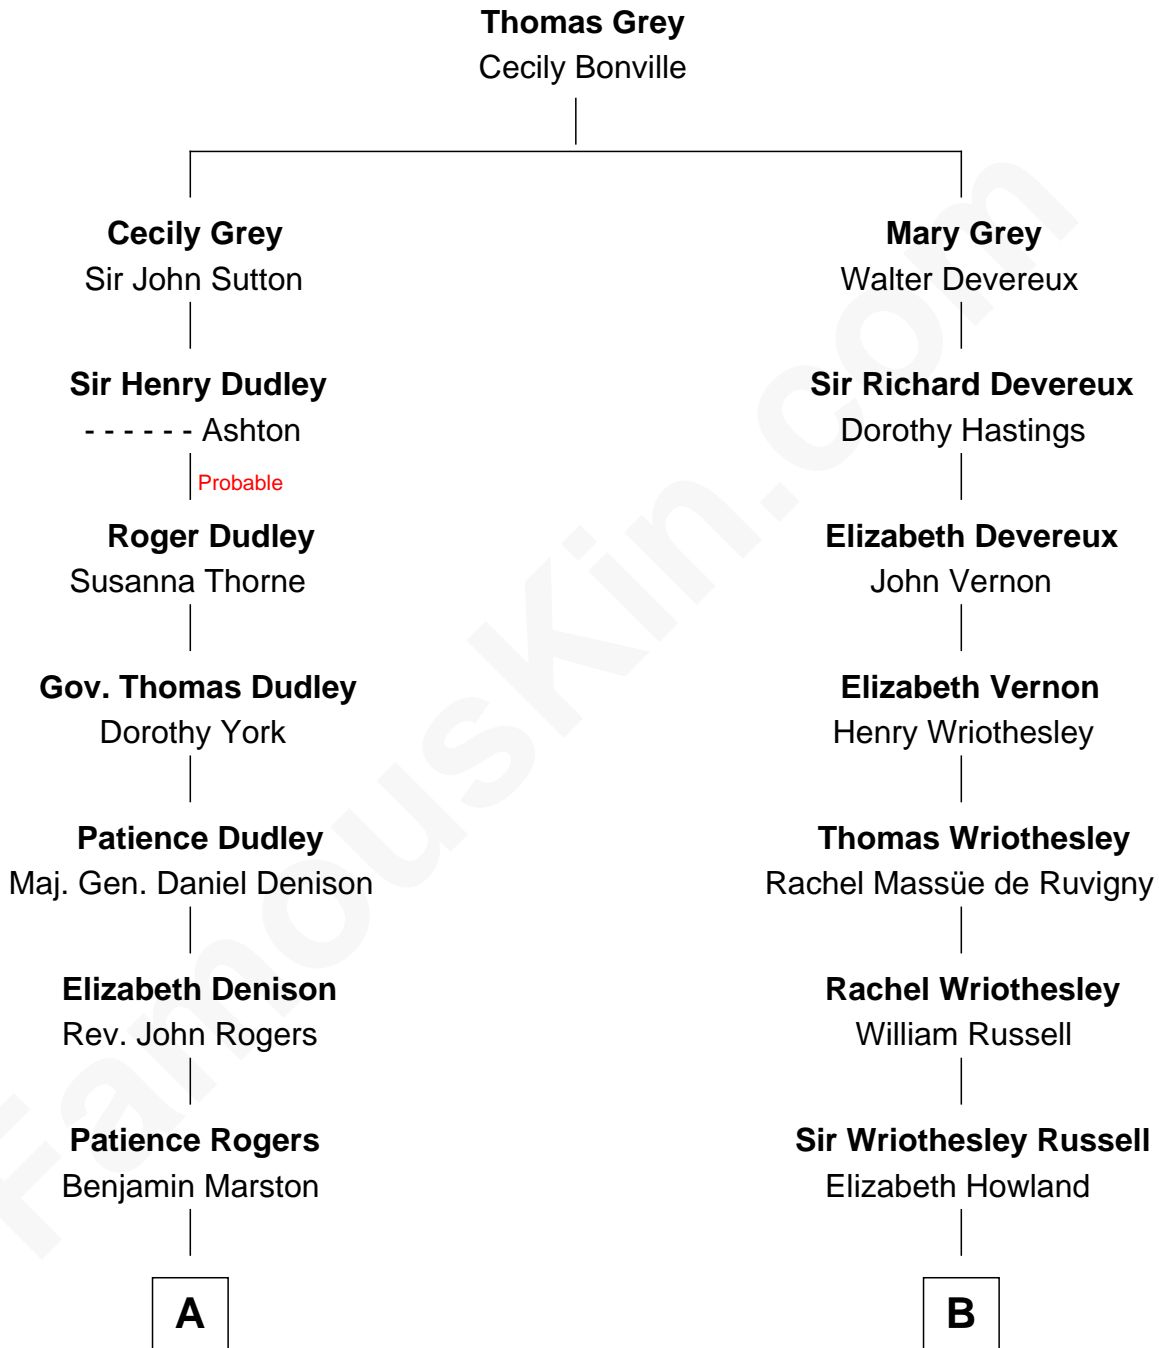 Thomas Grey
Cecily Bonville
Cecily Grey
Sir John Sutton
Mary Grey
Walter Devereux
Sir Henry Dudley
- - - - - - Ashton
Probable
Sir Richard Devereux
Dorothy Hastings
Roger Dudley
Susanna Thorne
Elizabeth Devereux
John Vernon
Gov. Thomas Dudley
Dorothy York
Elizabeth Vernon
Henry Wriothesley
Patience Dudley
Maj. Gen. Daniel Denison
Thomas Wriothesley
Rachel Massüe de Ruvigny
Elizabeth Denison
Rev. John Rogers
Rachel Wriothesley
William Russell
Patience Rogers
Benjamin Marston
Sir Wriothesley Russell
Elizabeth Howland
A
B
FamousKin.com